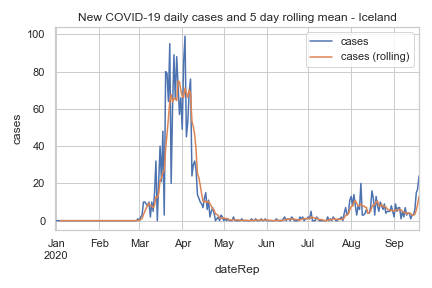 New COVID-19 daily cases and 5 day rolling mean - Iceland
cases
cases (rolling)
100
80
60
40
20
0
cases
Jan Feb Mar Apr May Jun Jul Aug Sep
2020
dateRep